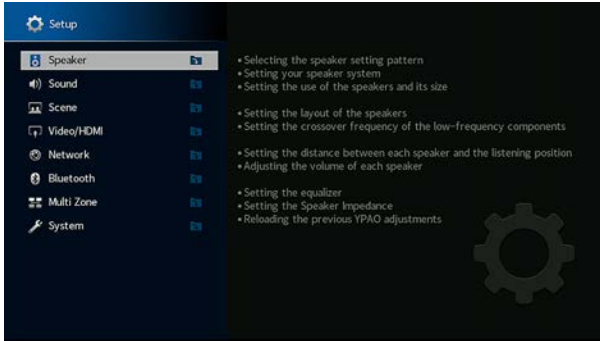 Setup
Speaker
Sound
Scene
Video/HDMI
Network
Bluetooth
Multi Zone
System
•Selecting the speaker setting pattern
•Setting your speaker system
•Setting the use of the speakers and its size
•Setting the layout of the speakers
•Setting the crossover frequency of the low-frequency components
•Setting the distance between each speaker and the listening position
•Adjusting the volume of each speaker
•Setting the equalizer
•Setting the Speaker Impedance
•Reloading the previous YPAO adjustments